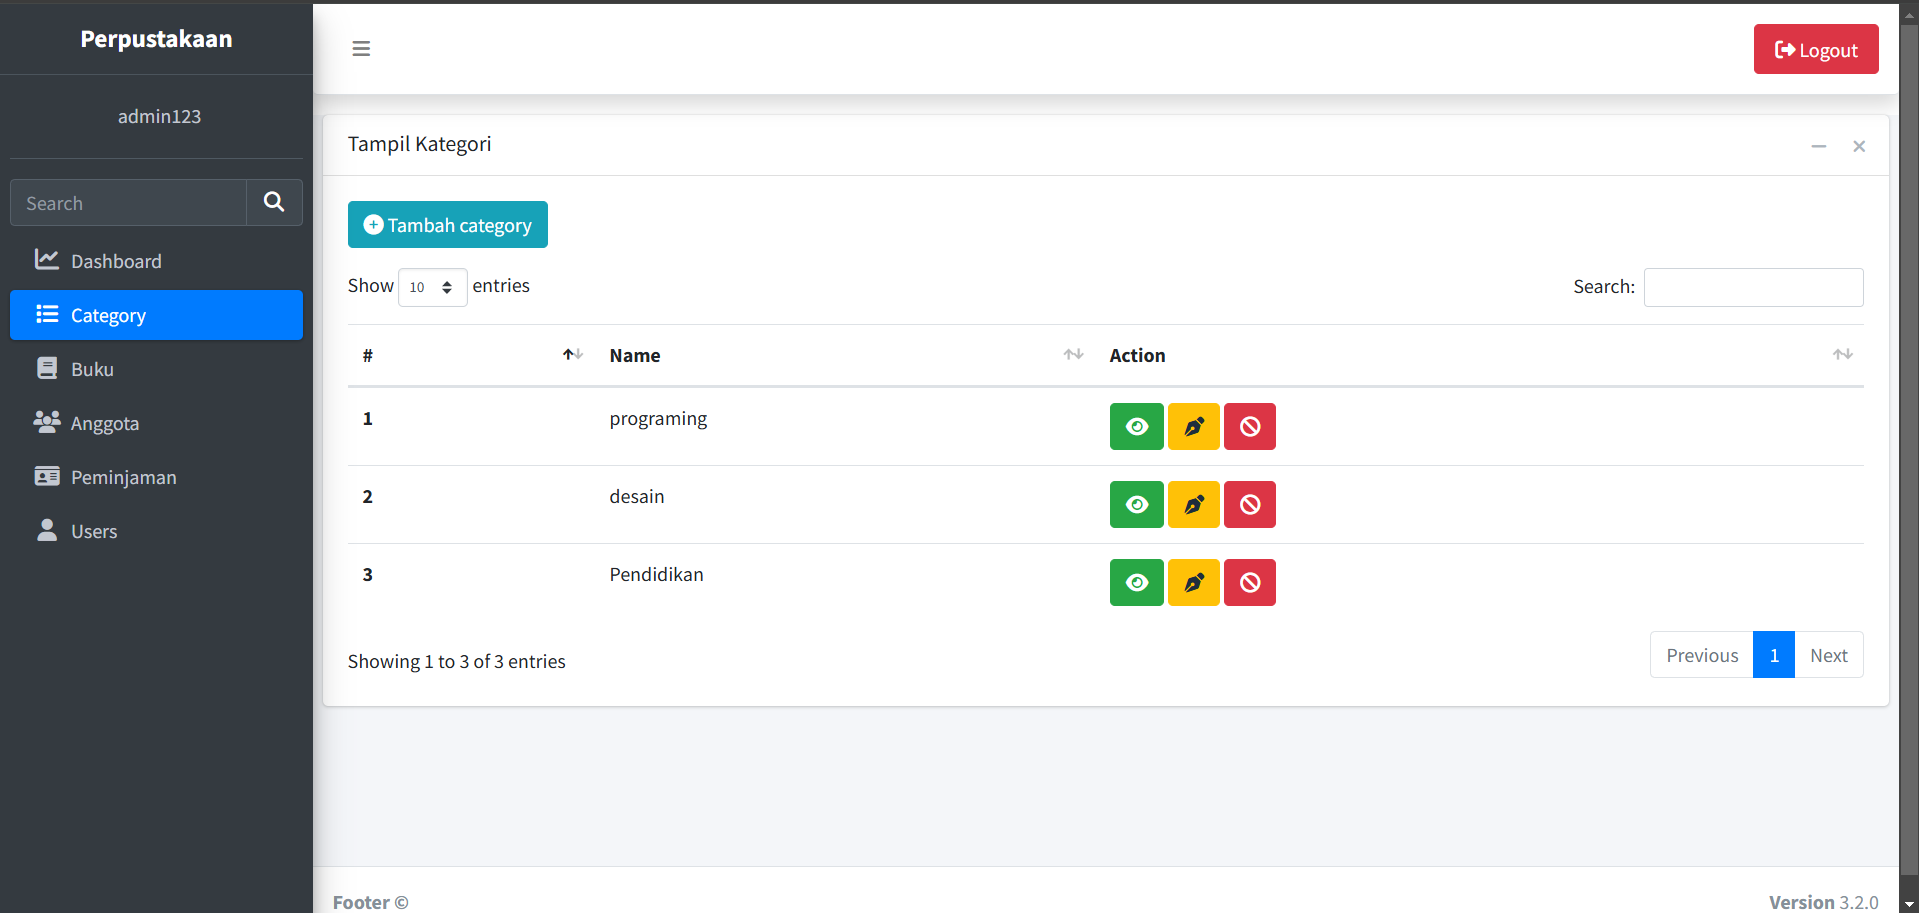 Perpustakaan
admin123
Search
Dashboard
Category
Buku
Anggota
Peminjaman
Users
Logout
Tampil Kategori
Tambah category
Show 10 entries
Search:
# Name Action
1 programing
2 desain
3 Pendidikan
Showing 1 to 3 of 3 entries
Previous 1 Next
Footer © Version 3.2.0